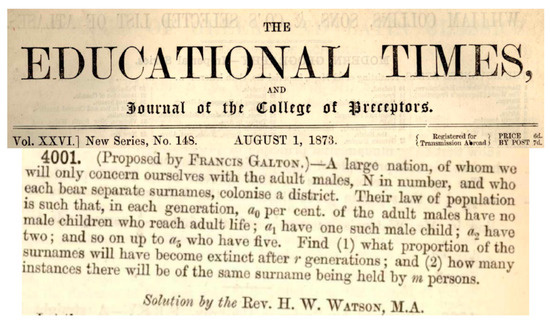 THE
EDUCATIONAL TIMES,
AND
Journal of the College of Preceptors.
Vol. XXVI.] New Series, No. 148. AUGUST 1, 1873. { Registered for Transmission Abroad } PRICE 6d. BY POST 7d.
4001. (Proposed by FRANCIS GALTON.)—A large nation, of whom we
will only concern ourselves with the adult males, N in number, and who
each bear separate surnames, colonise a district. Their law of population
is such that, in each generation, a₀ per cent. of the adult males have no
male children who reach adult life; a₁ have one such male child; a₂ have
two; and so on up to a₅ who have five. Find (1) what proportion of the
surnames will have become extinct after r generations; and (2) how many
instances there will be of the same surname being held by m persons.
Solution by the Rev. H. W. WATSON, M.A.